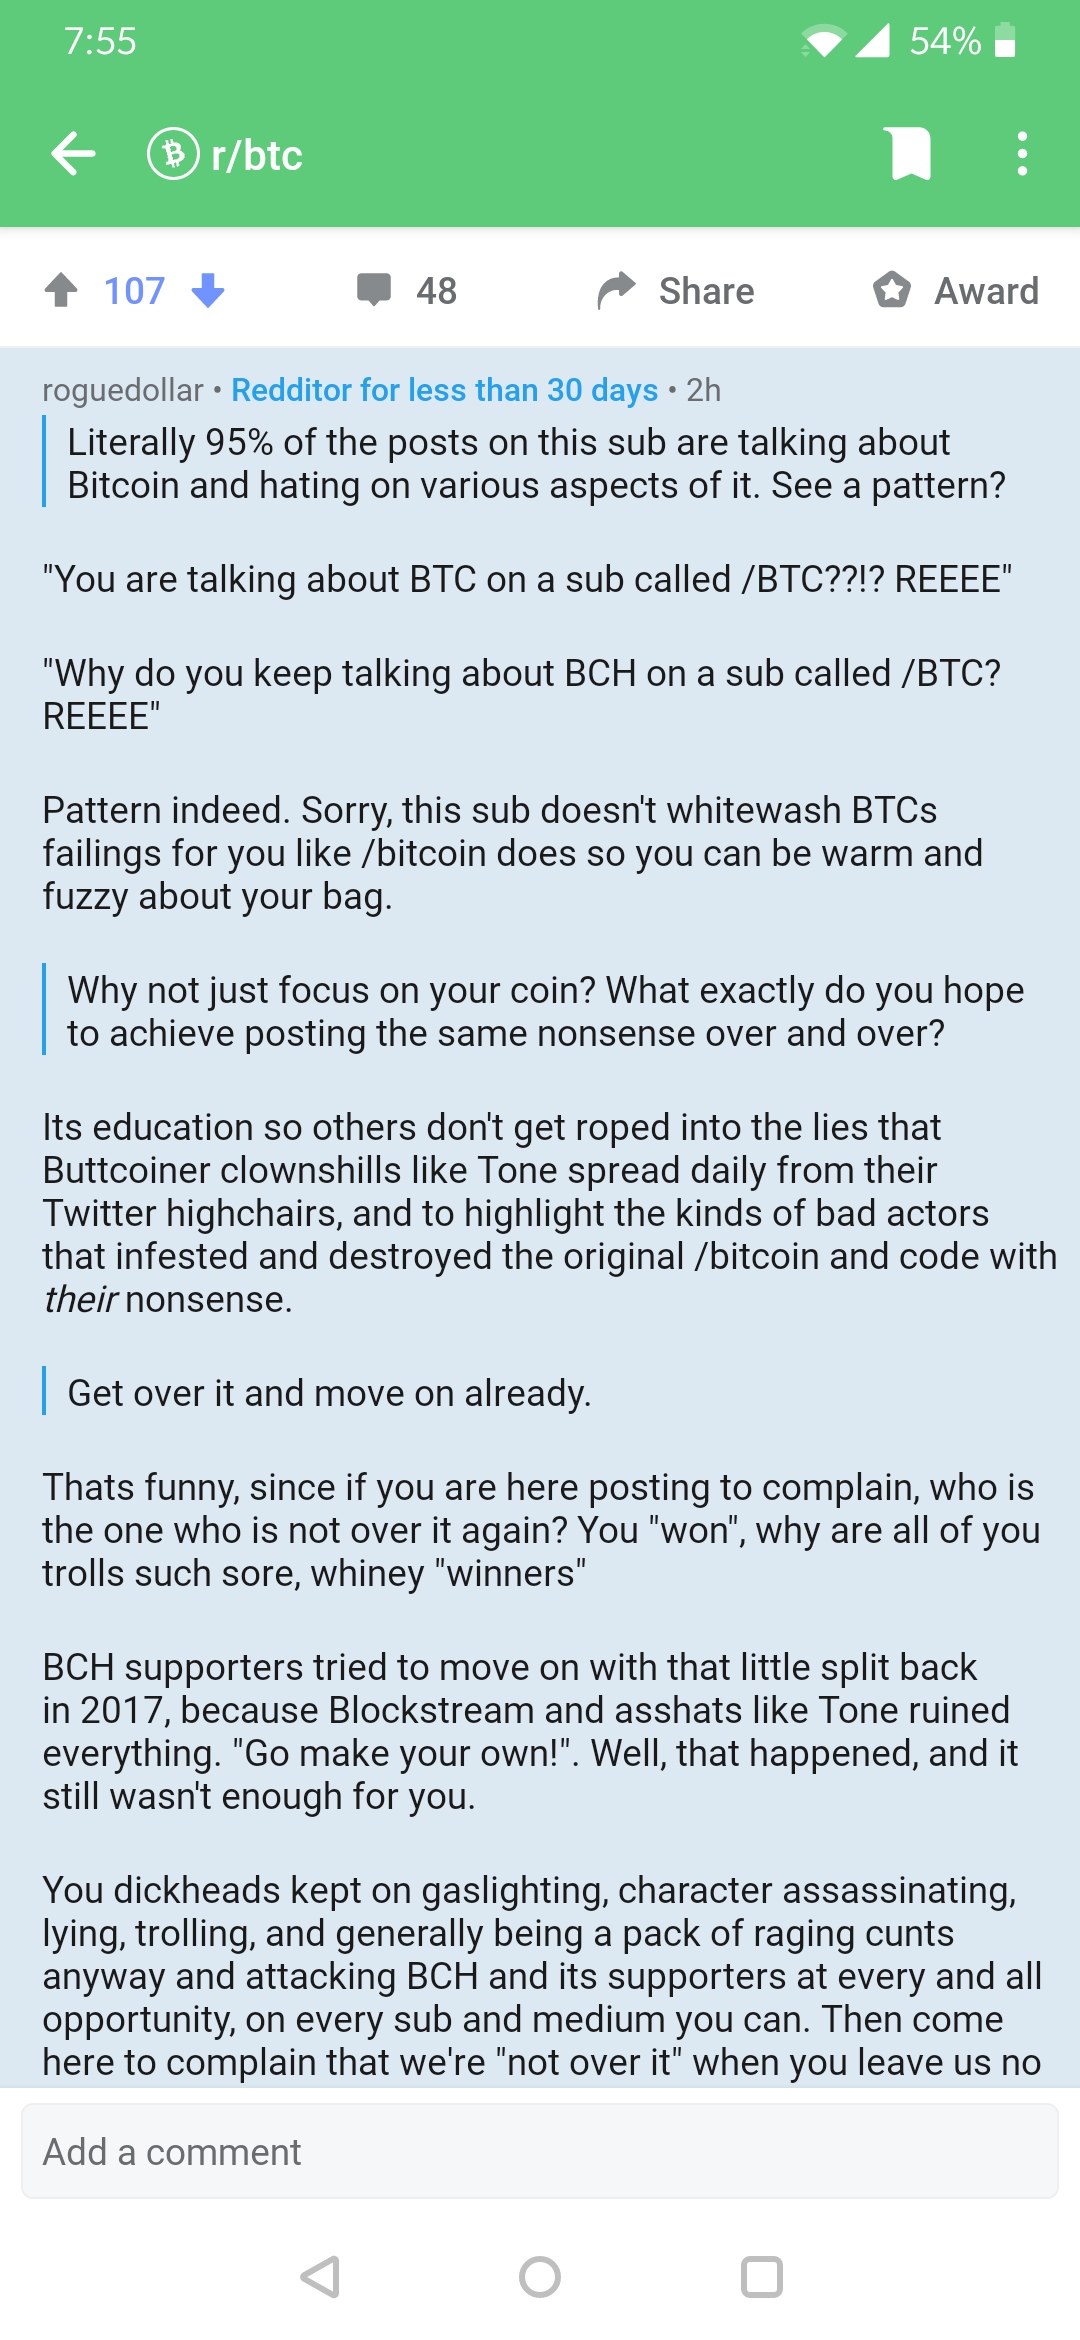 7:55
54%
r/btc
107
48
Share
Award
roguedollar • Redditor for less than 30 days • 2h
Literally 95% of the posts on this sub are talking about
Bitcoin and hating on various aspects of it. See a pattern?
"You are talking about BTC on a sub called /BTC??!? REEEE"
"Why do you keep talking about BCH on a sub called /BTC?
REEEE"
Pattern indeed. Sorry, this sub doesn't whitewash BTCs
failings for you like /bitcoin does so you can be warm and
fuzzy about your bag.
Why not just focus on your coin? What exactly do you hope
to achieve posting the same nonsense over and over?
Its education so others don't get roped into the lies that
Buttcoiner clownshills like Tone spread daily from their
Twitter highchairs, and to highlight the kinds of bad actors
that infested and destroyed the original /bitcoin and code with
their nonsense.
Get over it and move on already.
Thats funny, since if you are here posting to complain, who is
the one who is not over it again? You "won", why are all of you
trolls such sore, whiney "winners"
BCH supporters tried to move on with that little split back
in 2017, because Blockstream and asshats like Tone ruined
everything. "Go make your own!". Well, that happened, and it
still wasn't enough for you.
You dickheads kept on gaslighting, character assassinating,
lying, trolling, and generally being a pack of raging cunts
anyway and attacking BCH and its supporters at every and all
opportunity, on every sub and medium you can. Then come
here to complain that we're "not over it" when you leave us no
Add a comment